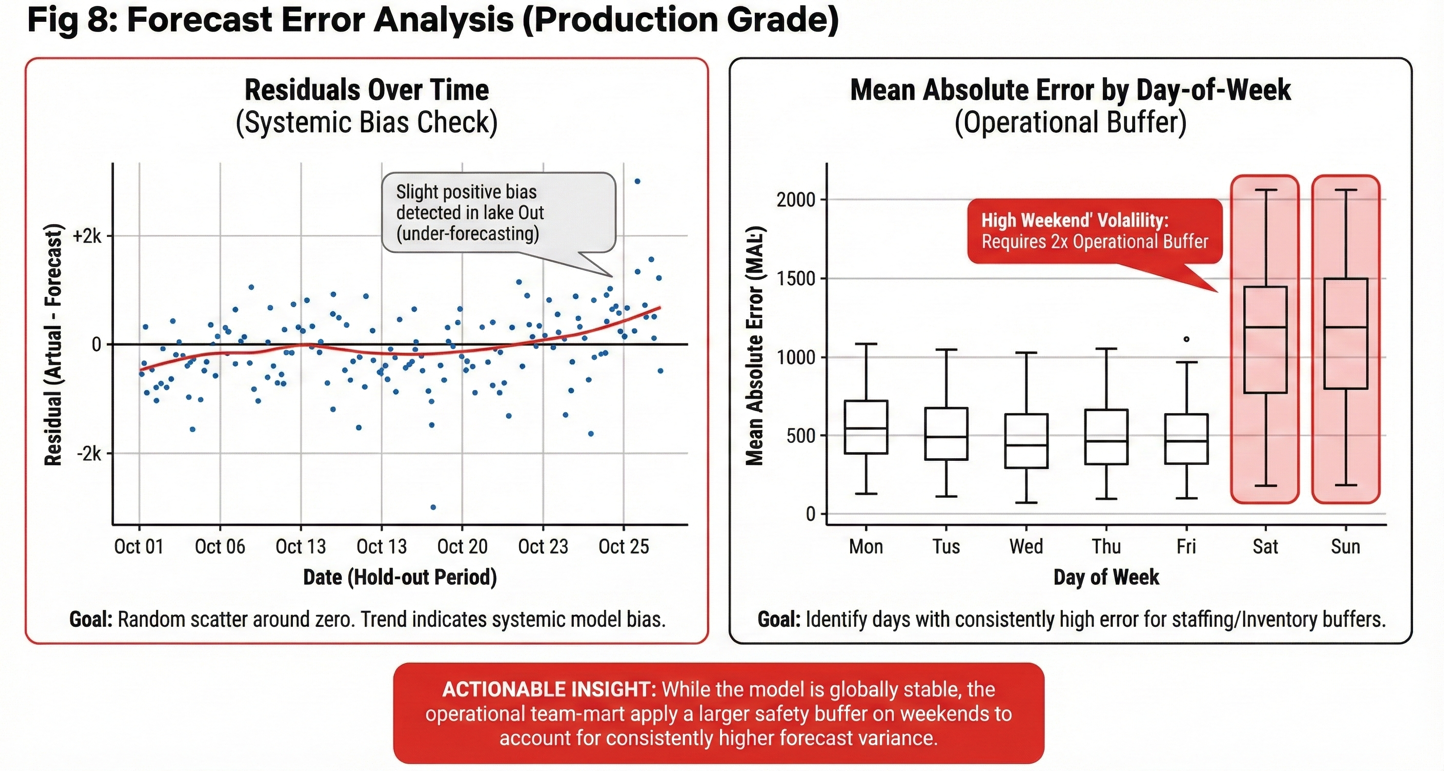 Fig 8: Forecast Error Analysis (Production Grade)
Residuals Over Time
(Systemic Bias Check)
Slight positive bias
detected in lake Out
(under-forecasting)
+2k
0
-2k
Residual (Artual - Forecast)
Oct 01
Oct 06
Oct 13
Oct 13
Oct 20
Oct 23
Oct 25
Date (Hold-out Period)
Goal: Random scatter around zero. Trend indicates systemic model bias.
Mean Absolute Error by Day-of-Week
(Operational Buffer)
High Weekend' Volalility:
Requires 2x Operational Buffer
2000
1500
1000
500
0
Mean Absolute Error (MAL)
Mon
Tus
Wed
Thu
Fri
Sat
Sun
Day of Week
Goal: Identify days with consistently high error for staffing/Inventory buffers.
ACTIONABLE INSIGHT: While the model is globally stable, the
operational team-mart apply a larger safety buffer on weekends to
account for consistently higher forecast variance.